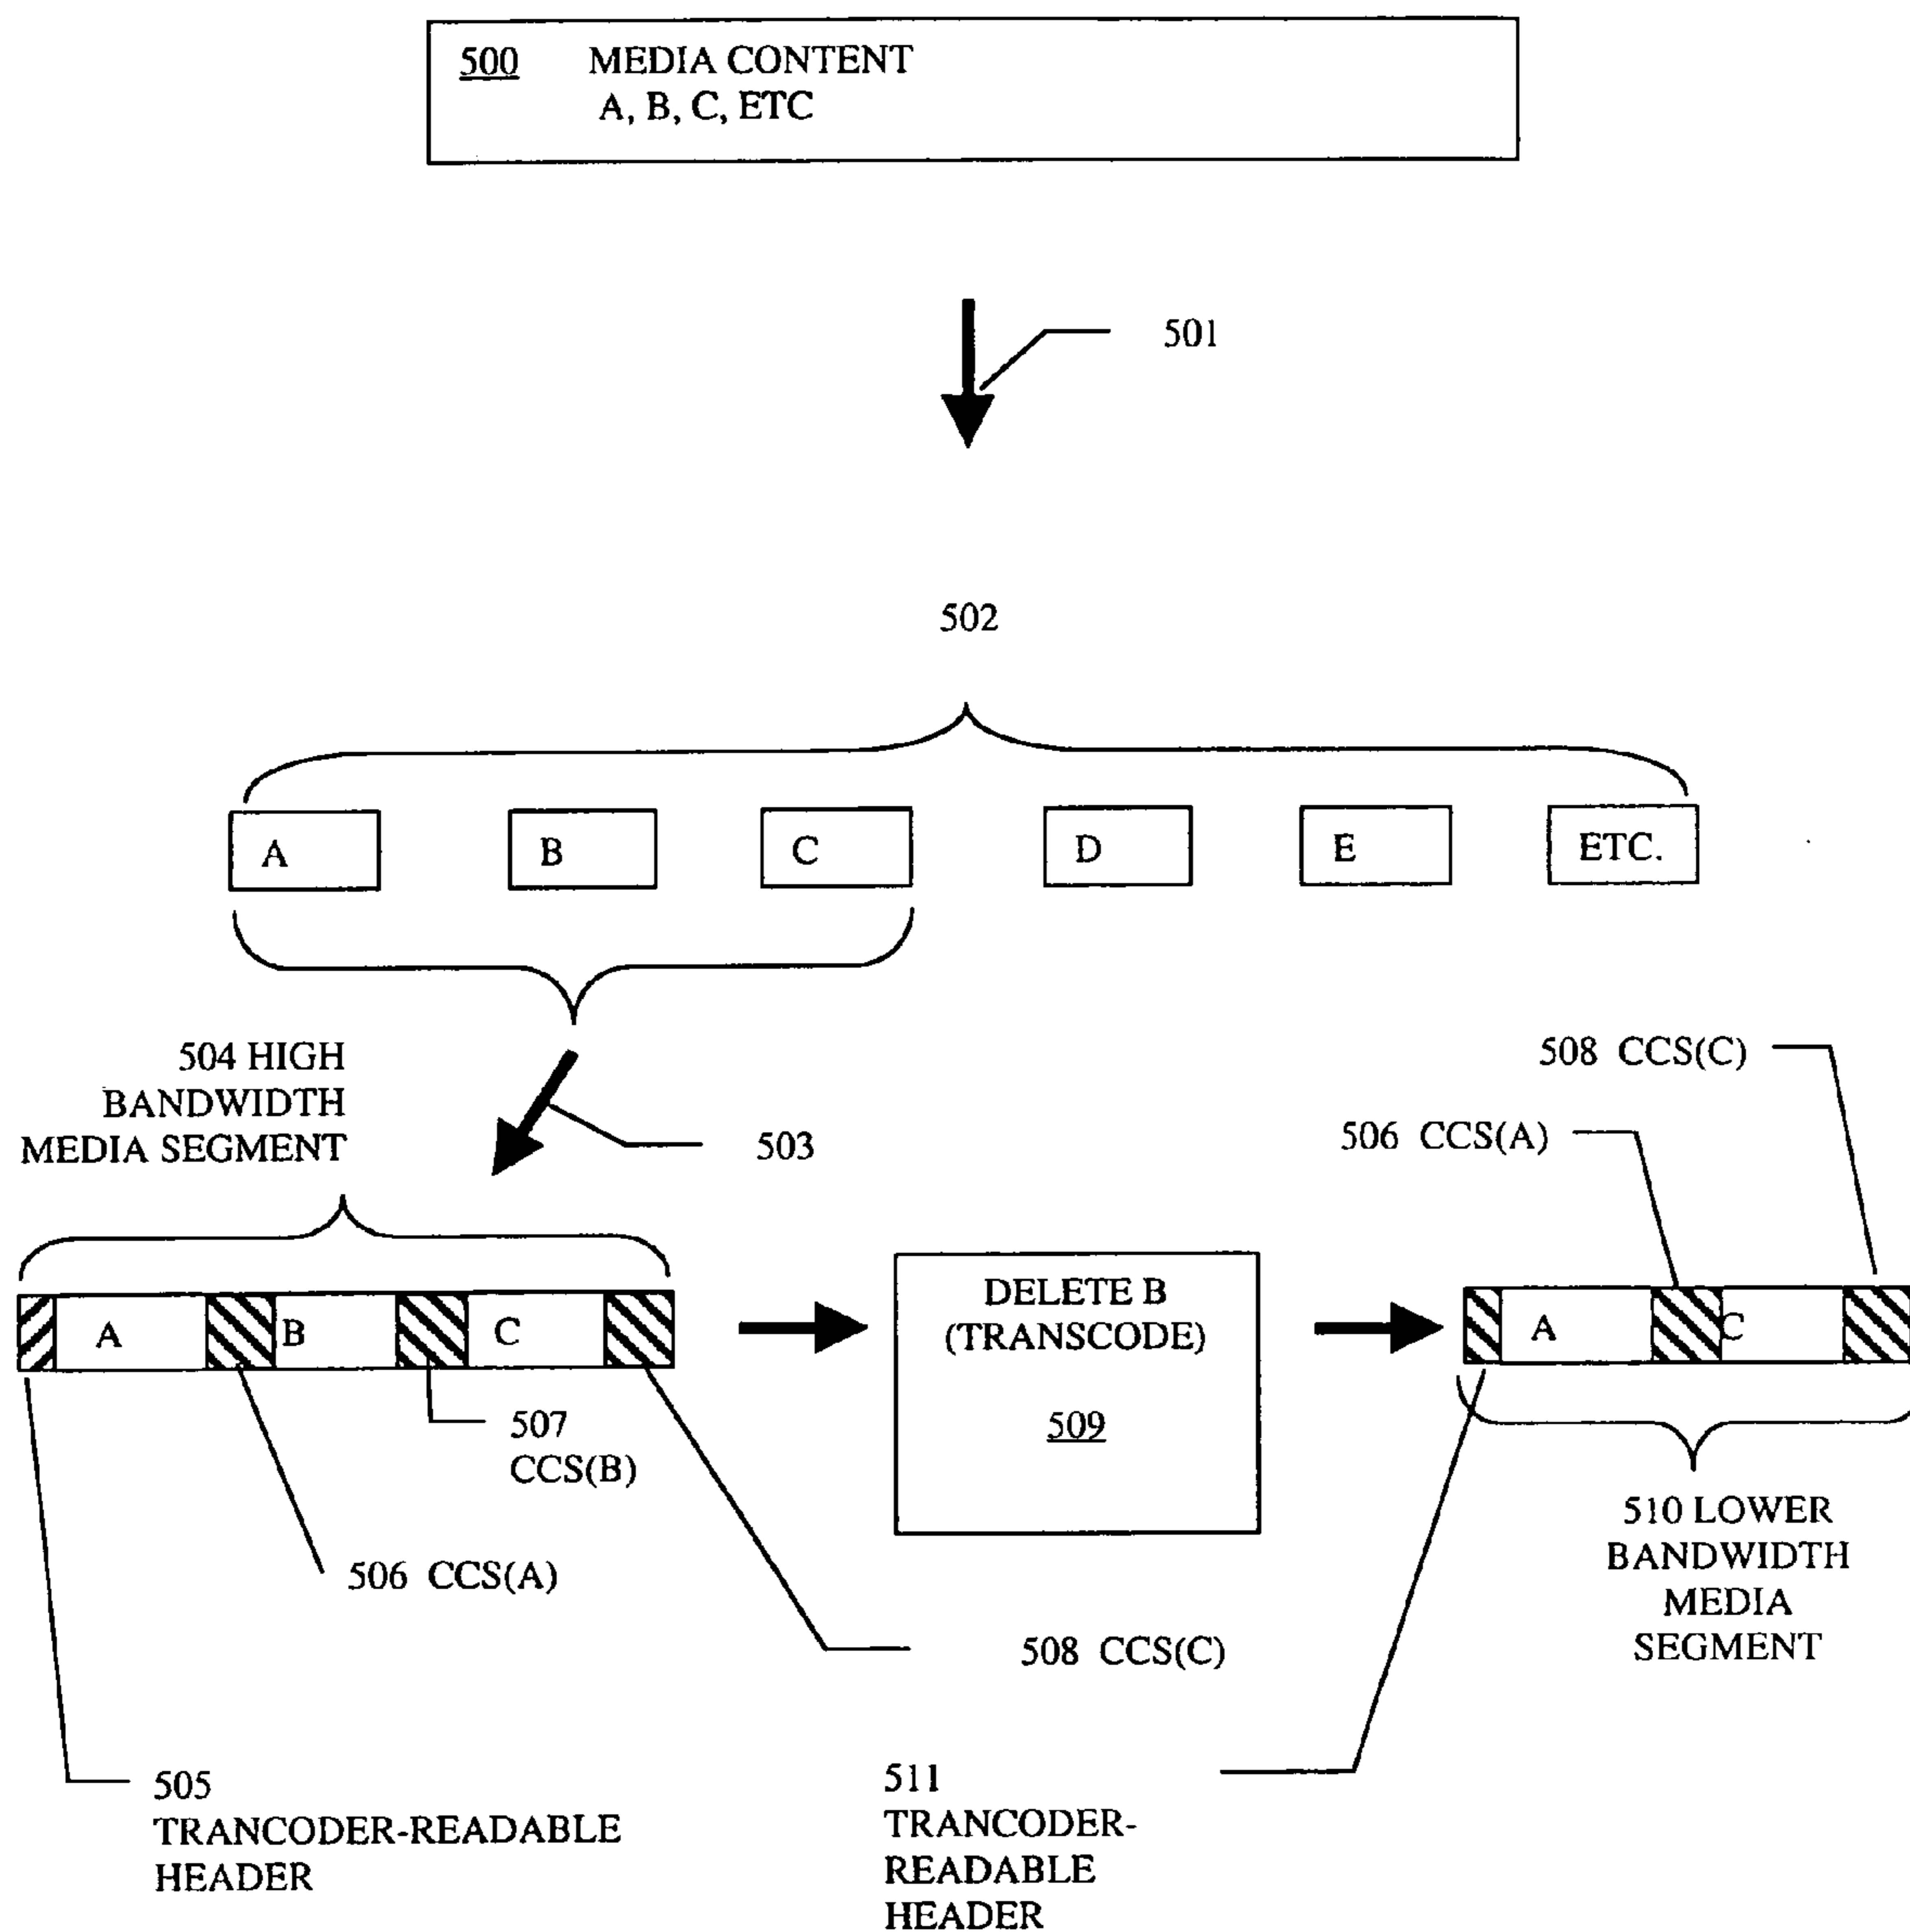 500 MEDIA CONTENT
A, B, C, ETC
501
502
A B C D E ETC.
504 HIGH
BANDWIDTH
MEDIA SEGMENT
503
508 CCS(C)
506 CCS(A)
A B C
DELETE B
(TRANSCODE)
509
A C
507
CCS(B)
506 CCS(A)
508 CCS(C)
510 LOWER
BANDWIDTH
MEDIA
SEGMENT
505
TRANCODER-READABLE
HEADER
511
TRANCODER-
READABLE
HEADER